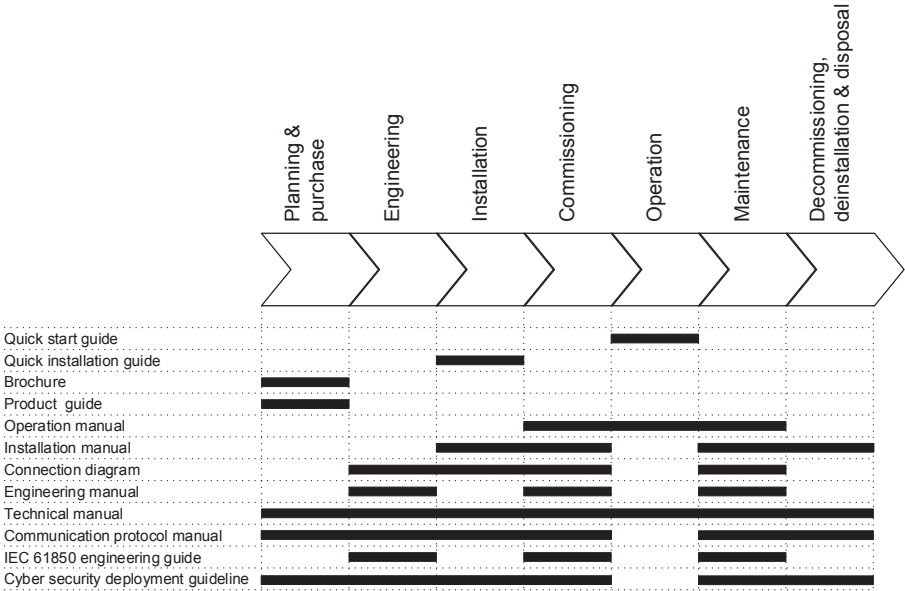 Planning &
purchase
Engineering
Installation
Commissioning
Operation
Maintenance
Decommissioning,
deinstallation & disposal
Quick start guide
Quick installation guide
Brochure
Product guide
Operation manual
Installation manual
Connection diagram
Engineering manual
Technical manual
Communication protocol manual
IEC 61850 engineering guide
Cyber security deployment guideline